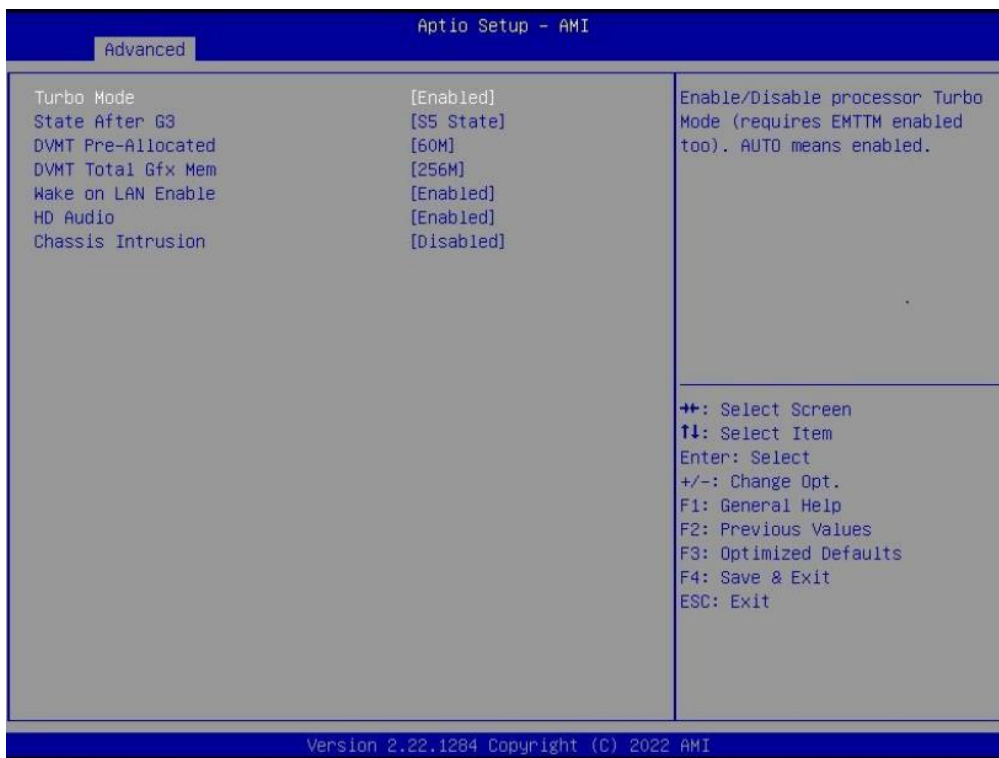 Aptio Setup – AMI
Advanced
Turbo Mode [Enabled]
State After G3 [S5 State]
DVMT Pre-Allocated [60M]
DVMT Total Gfx Mem [256M]
Wake on LAN Enable [Enabled]
HD Audio [Enabled]
Chassis Intrusion [Disabled]
Enable/Disable processor Turbo
Mode (requires EMTTM enabled
too). AUTO means enabled.
→←: Select Screen
↑↓: Select Item
Enter: Select
+/-: Change Opt.
F1: General Help
F2: Previous Values
F3: Optimized Defaults
F4: Save & Exit
ESC: Exit
Version 2.22.1284 Copyright (C) 2022 AMI